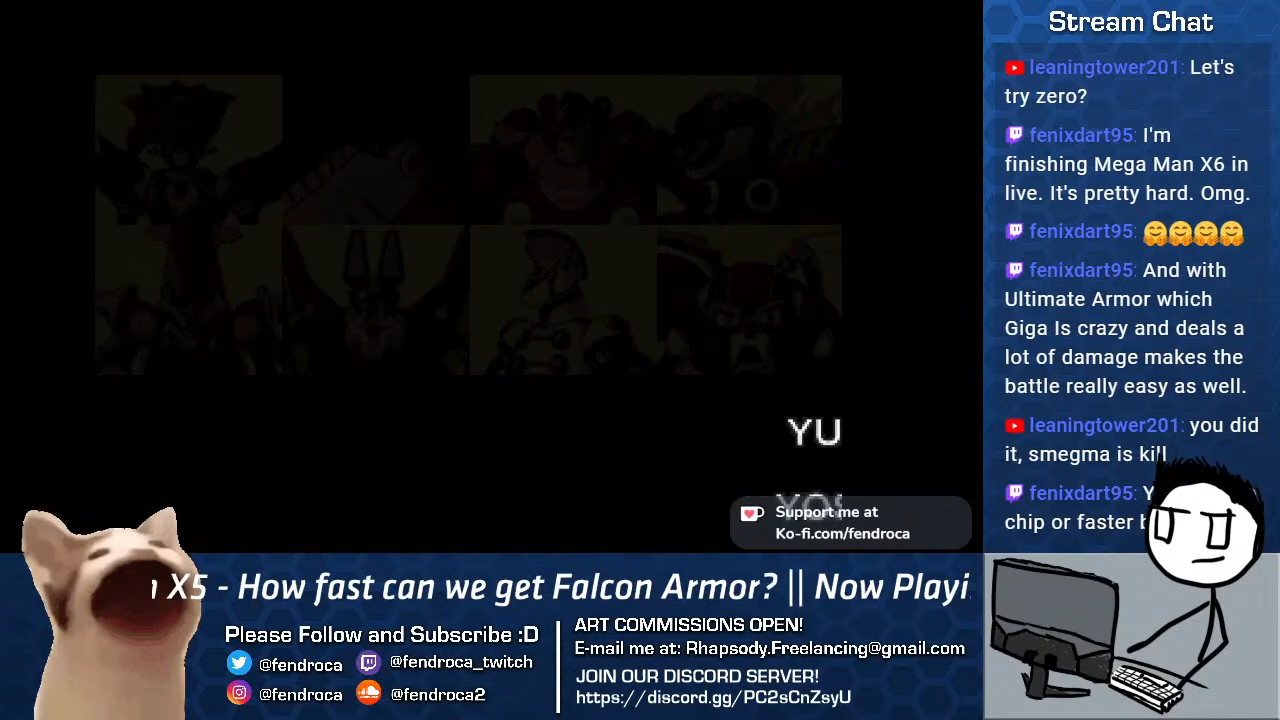 Stream Chat
leaningtower201: Let's
try zero?
fenixdart95: I'm
finishing Mega Man X6 in
live. It's pretty hard. Omg.
fenixdart95: 🤗🤗🤗🤗
fenixdart95: And with
Ultimate Armor which
Giga Is crazy and deals a
lot of damage makes the
battle really easy as well.
leaningtower201: you did
it, smegma is kill
fenixdart95:
chip or faster
YU
Support me at
Ko-fi.com/fendroca
X5 - How fast can we get Falcon Armor? || Now Playi
Please Follow and Subscribe :D
@fendroca
@fendroca_twitch
@fendroca
@fendroca2
ART COMMISSIONS OPEN!
E-mail me at: Rhapsody.Freelancing@gmail.com
JOIN OUR DISCORD SERVER!
https://discord.gg/PC2sCnZsyU